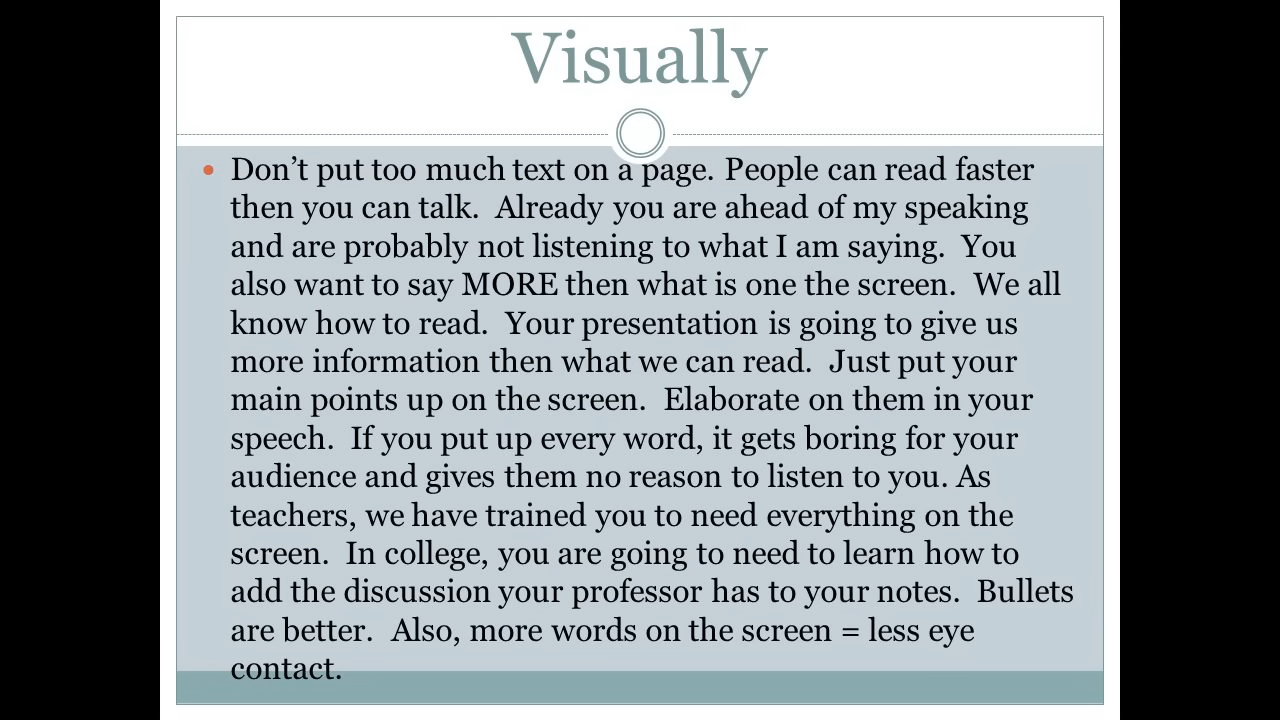 Visually
• Don’t put too much text on a page. People can read faster
then you can talk.  Already you are ahead of my speaking
and are probably not listening to what I am saying.  You
also want to say MORE then what is one the screen.  We all
know how to read.  Your presentation is going to give us
more information then what we can read.  Just put your
main points up on the screen.  Elaborate on them in your
speech.  If you put up every word, it gets boring for your
audience and gives them no reason to listen to you. As
teachers, we have trained you to need everything on the
screen.  In college, you are going to need to learn how to
add the discussion your professor has to your notes.  Bullets
are better.  Also, more words on the screen = less eye
contact.